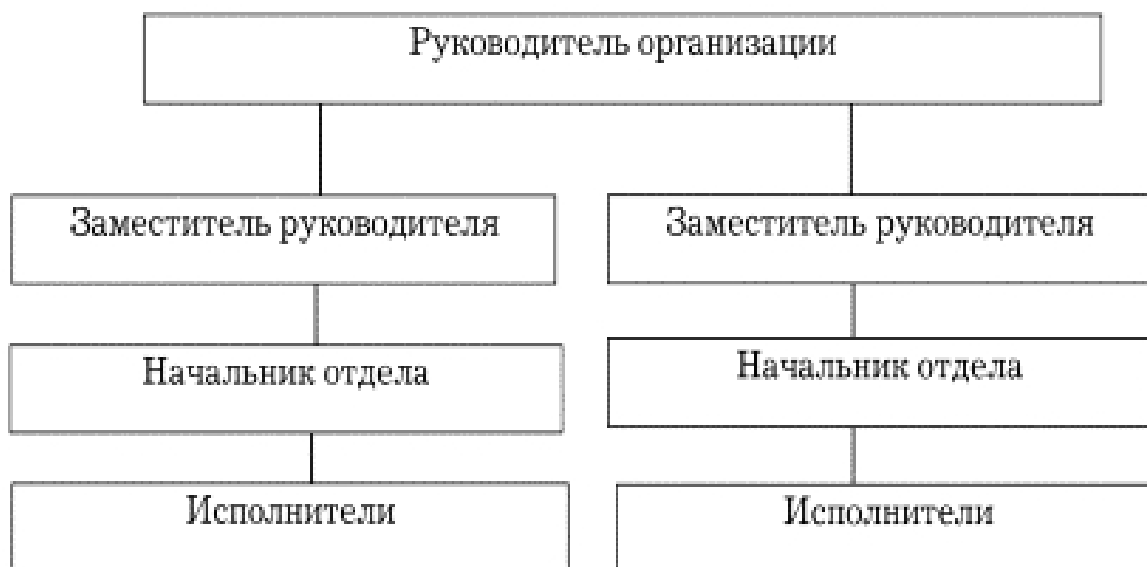 Руководитель организации
Заместитель руководителя
Заместитель руководителя
Начальник отдела
Начальник отдела
Исполнители
Исполнители